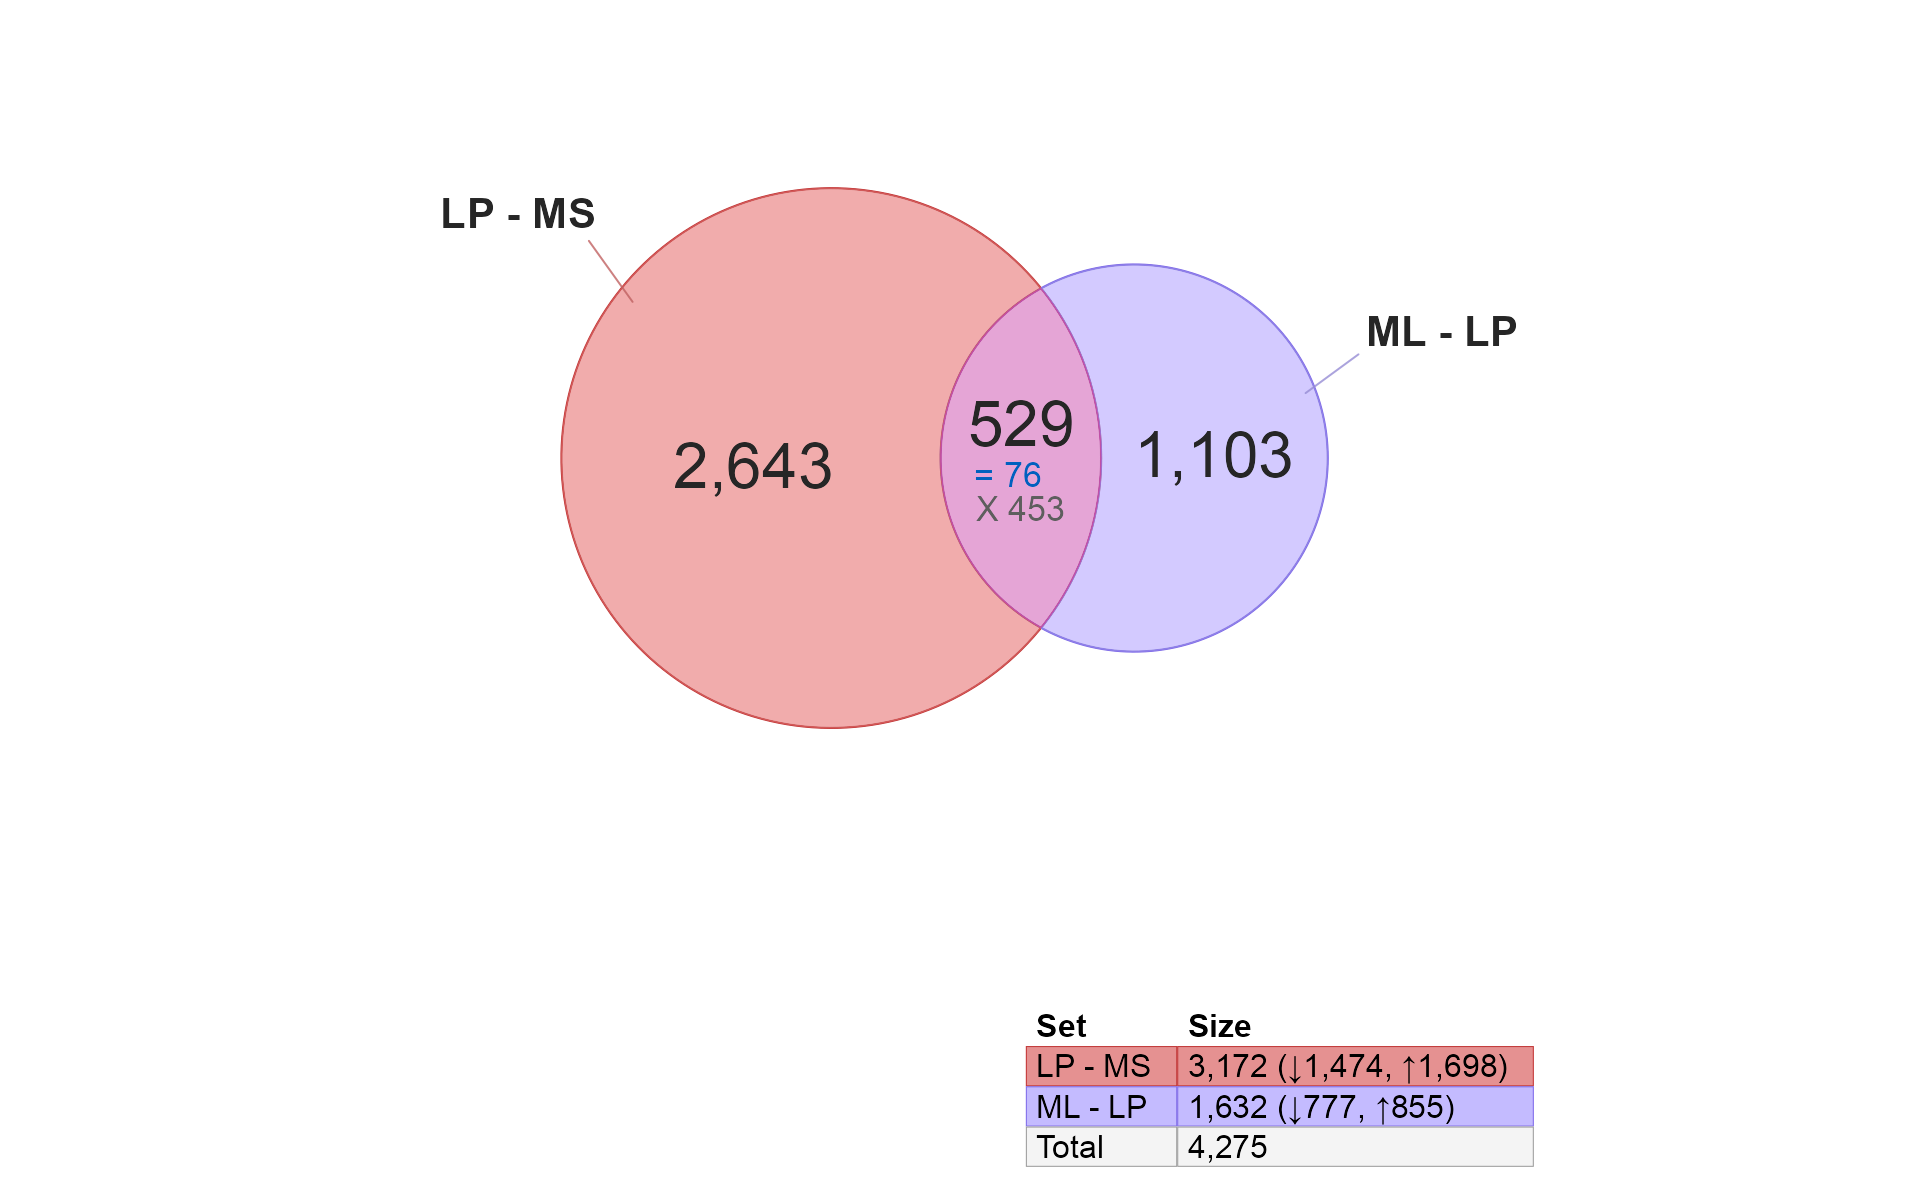 LP - MS
ML - LP
2,643
529
= 76
X 453
1,103
Set Size
LP - MS 3,172 (↓1,474, ↑1,698)
ML - LP 1,632 (↓777, ↑855)
Total 4,275